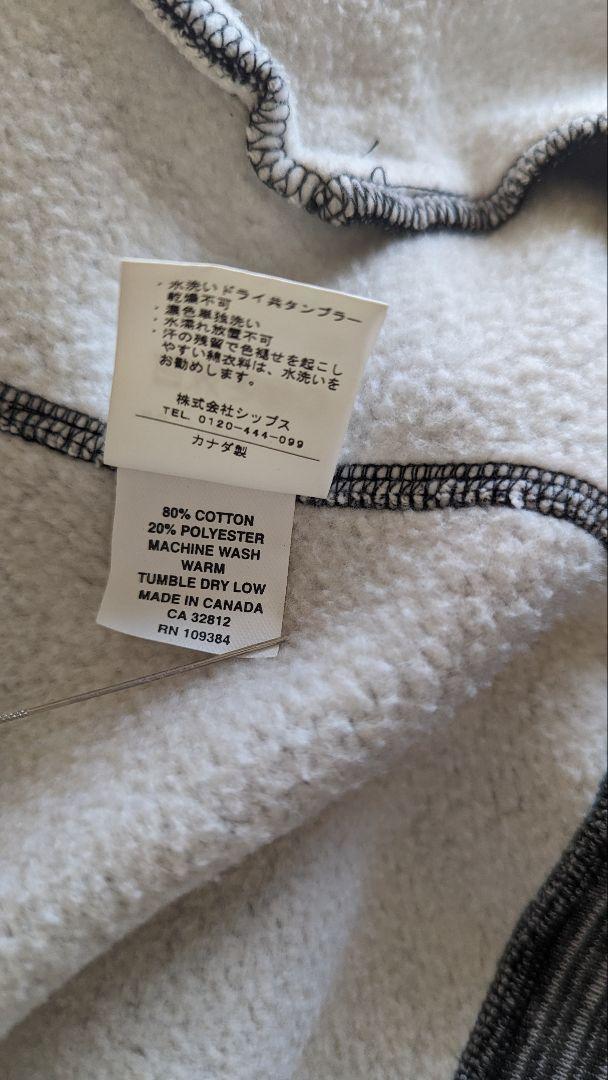 ・水洗いドライ共タンブラー
乾燥不可
・濃色単独洗い
・水濡れ放置不可
・汗の残留で色褪せを起こし
やすい綿衣料は、水洗いを
お勧めします。
株式会社シップス
TEL. 0120-444-099
カナダ製
80% COTTON
20% POLYESTER
MACHINE WASH
WARM
TUMBLE DRY LOW
MADE IN CANADA
CA 32812
RN 109384